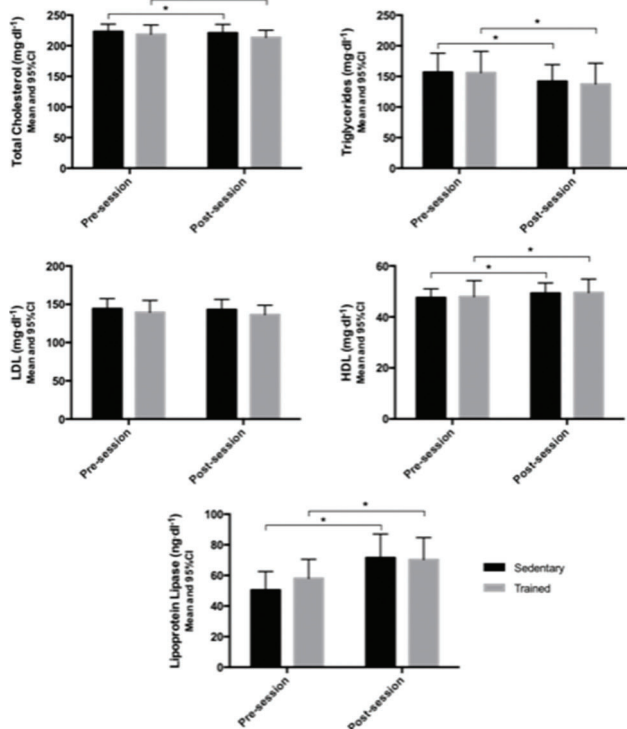 Total Cholesterol (mg·dl⁻¹)
Mean and 95%CI
250
200
150
100
50
0
*
Pre-session
Post-session
Triglycerides (mg·dl⁻¹)
Mean and 95%CI
250
200
150
100
50
0
*
*
Pre-session
Post-session
LDL (mg·dl⁻¹)
Mean and 95%CI
200
150
100
50
0
Pre-session
Post-session
HDL (mg·dl⁻¹)
Mean and 95%CI
60
40
20
0
*
*
Pre-session
Post-session
Lipoprotein Lipase (ng·dl⁻¹)
Mean and 95%CI
100
80
60
40
20
0
*
*
Pre-session
Post-session
Sedentary
Trained